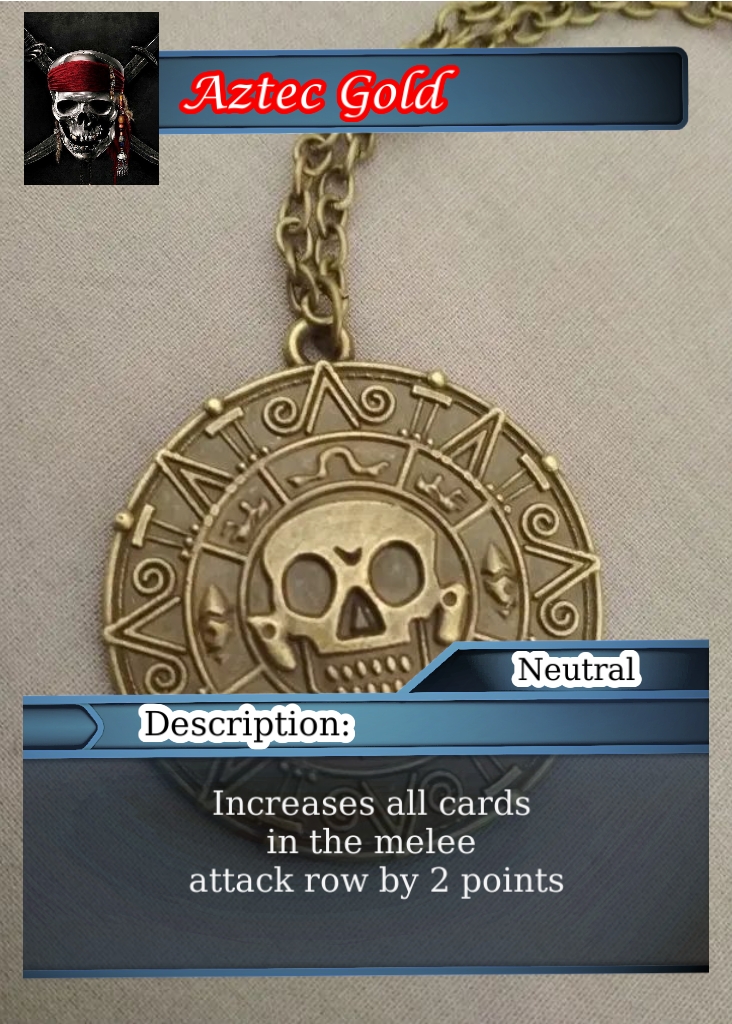 Aztec Gold
Neutral
Description:
Increases all cards
in the melee
attack row by 2 points